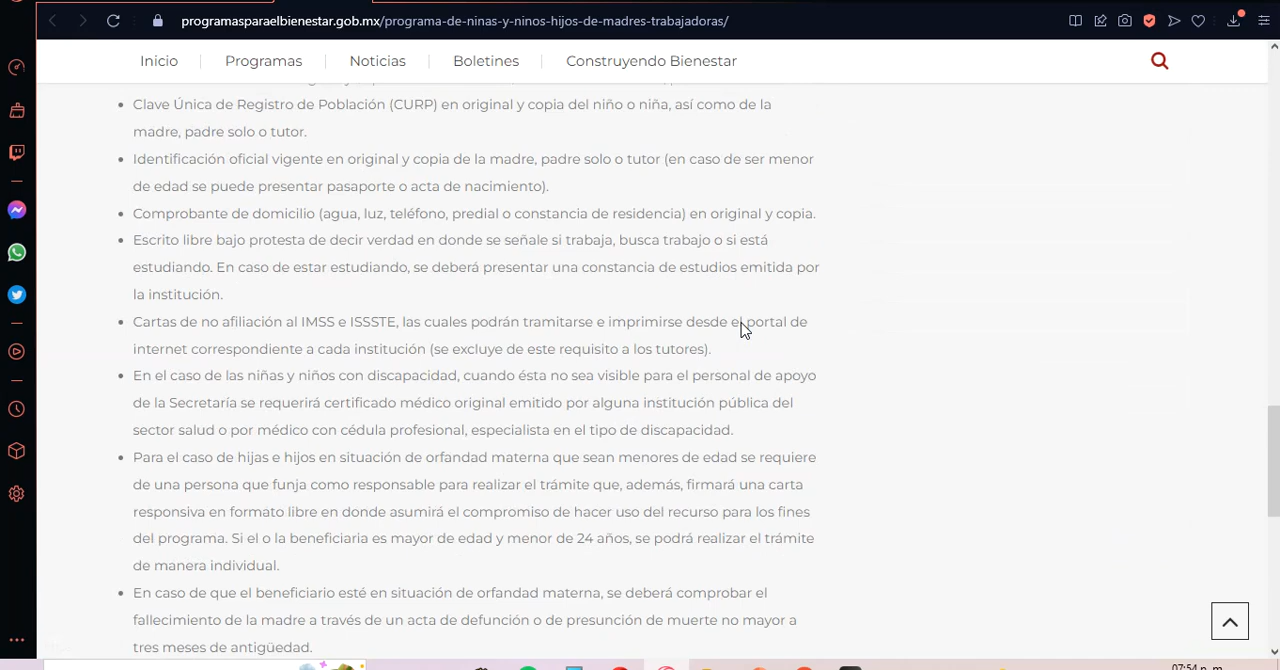 programasparaelbienestar.gob.mx/programa-de-ninas-y-ninos-hijos-de-madres-trabajadoras/
Inicio
Programas
Noticias
Boletines
Construyendo Bienestar
Clave Única de Registro de Población (CURP) en original y copia del niño o niña, así como de la
madre, padre solo o tutor.
Identificación oficial vigente en original y copia de la madre, padre solo o tutor (en caso de ser menor
de edad se puede presentar pasaporte o acta de nacimiento).
Comprobante de domicilio (agua, luz, teléfono, predial o constancia de residencia) en original y copia.
Escrito libre bajo protesta de decir verdad en donde se señale si trabaja, busca trabajo o si está
estudiando. En caso de estar estudiando, se deberá presentar una constancia de estudios emitida por
la institución.
Cartas de no afiliación al IMSS e ISSSTE, las cuales podrán tramitarse e imprimirse desde el portal de
internet correspondiente a cada institución (se excluye de este requisito a los tutores).
En el caso de las niñas y niños con discapacidad, cuando ésta no sea visible para el personal de apoyo
de la Secretaría se requerirá certificado médico original emitido por alguna institución pública del
sector salud o por médico con cédula profesional, especialista en el tipo de discapacidad.
Para el caso de hijas e hijos en situación de orfandad materna que sean menores de edad se requiere
de una persona que funja como responsable para realizar el trámite que, además, firmará una carta
responsiva en formato libre en donde asumirá el compromiso de hacer uso del recurso para los fines
del programa. Si el o la beneficiaria es mayor de edad y menor de 24 años, se podrá realizar el trámite
de manera individual.
En caso de que el beneficiario esté en situación de orfandad materna, se deberá comprobar el
fallecimiento de la madre a través de un acta de defunción o de presunción de muerte no mayor a
tres meses de antigüedad.
07:54 p. m.